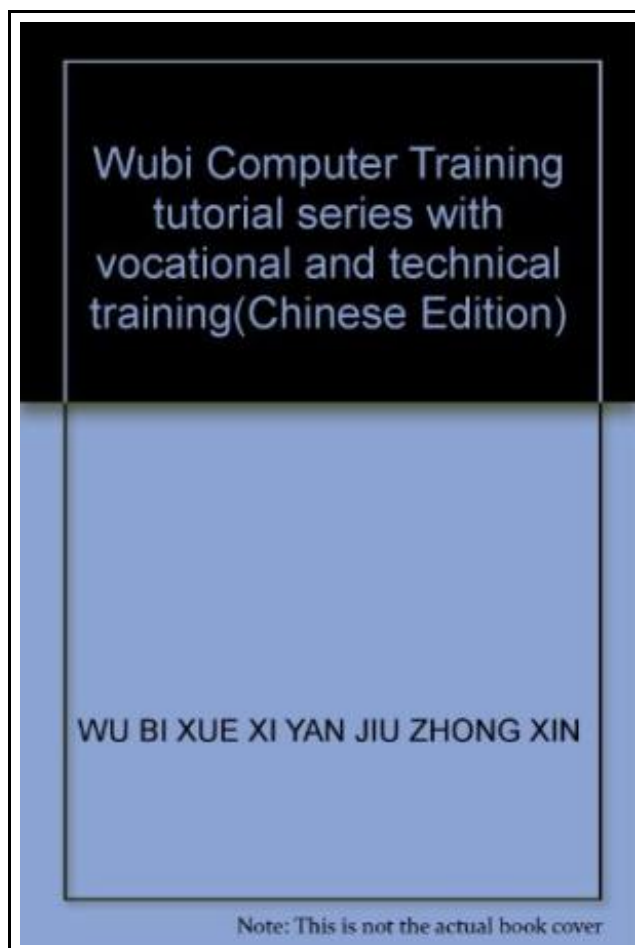 Wubi Computer Training
tutorial series with
vocational and technical
training(Chinese Edition)
WU BI XUE XI YAN JIU ZHONG XIN
Note: This is not the actual book cover